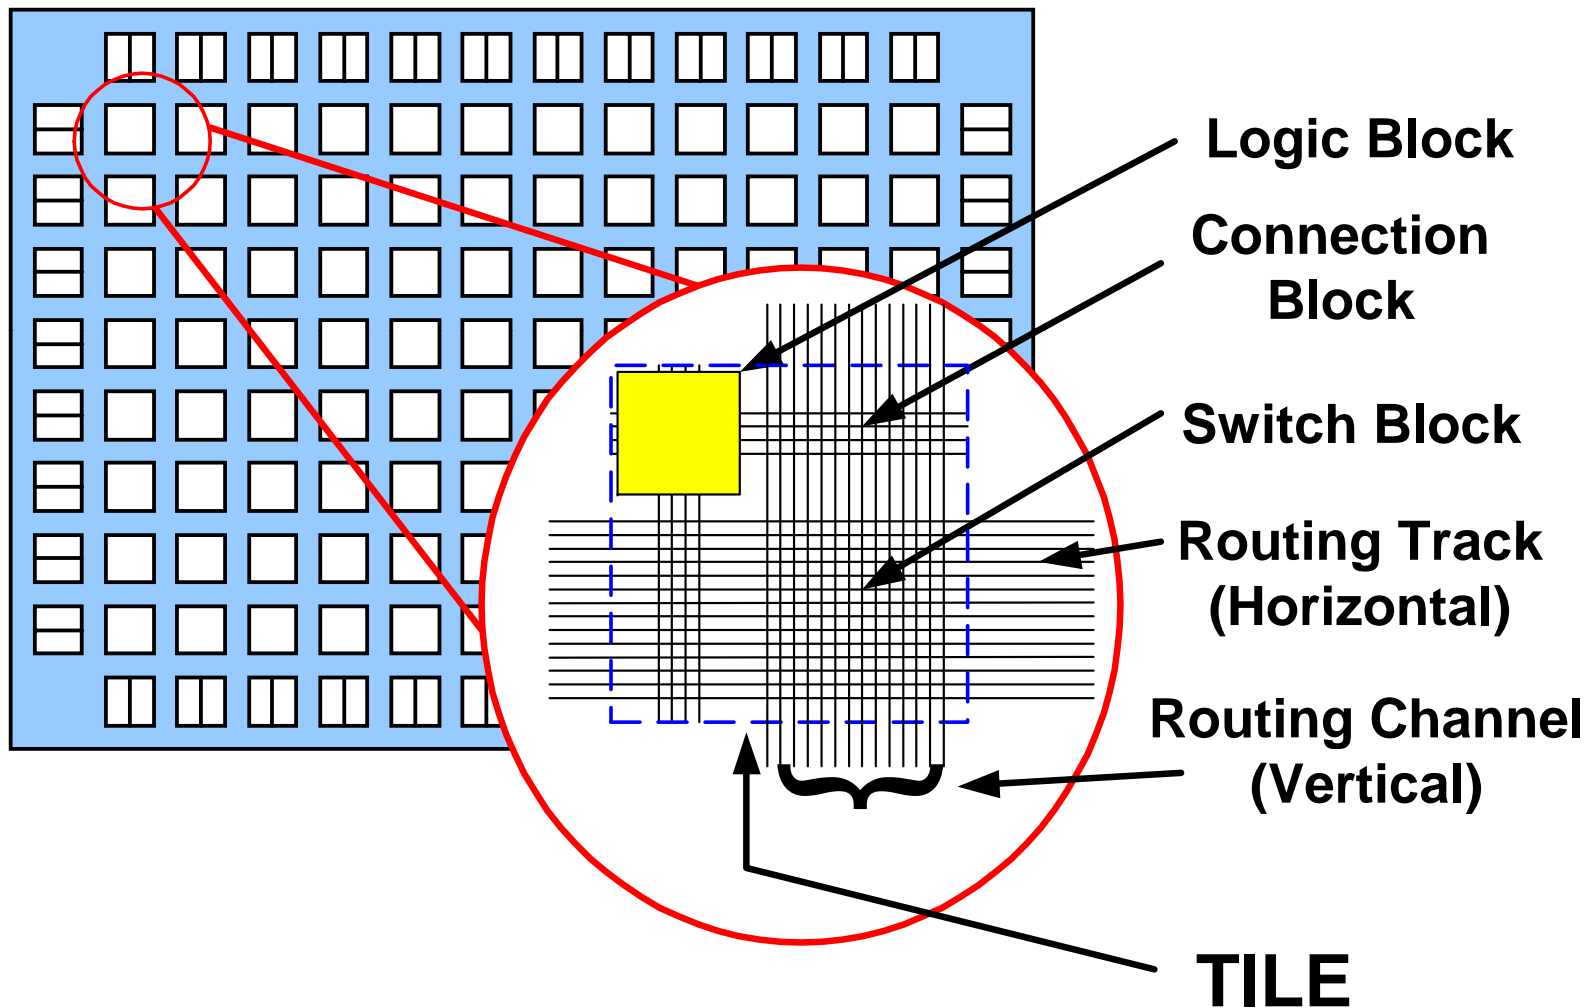 Logic Block
Connection
Block
Switch Block
Routing Track
(Horizontal)
Routing Channel
(Vertical)
TILE